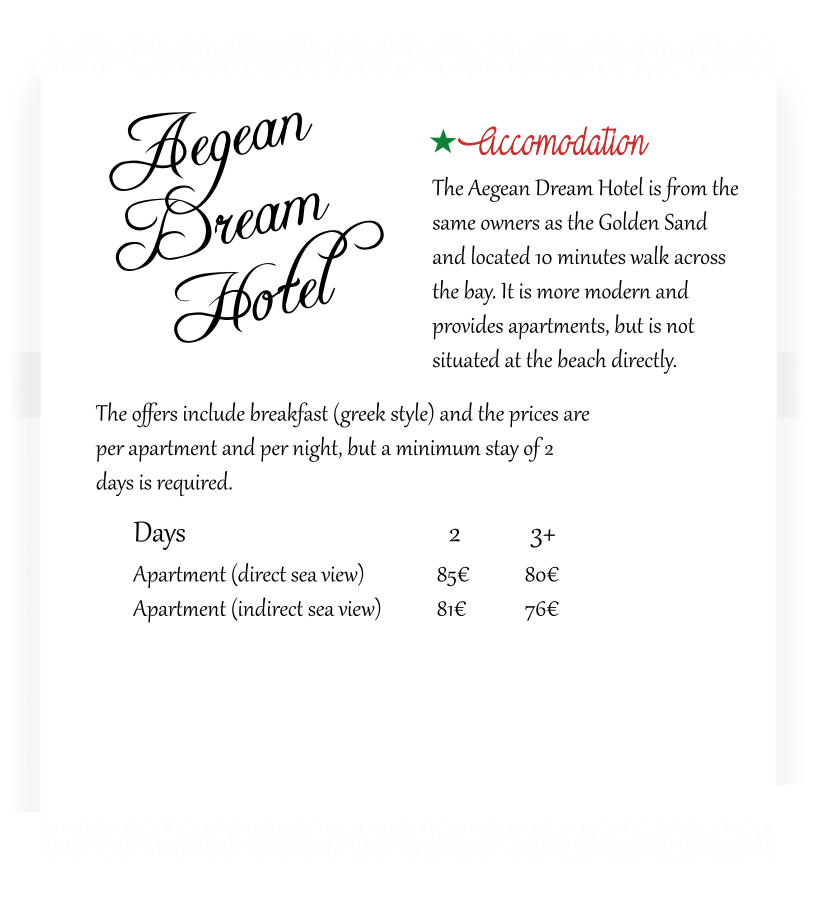 Aegean
Dream
Hotel
Accomodation
The Aegean Dream Hotel is from the
same owners as the Golden Sand
and located 10 minutes walk across
the bay. It is more modern and
provides apartments, but is not
situated at the beach directly.
The offers include breakfast (greek style) and the prices are
per apartment and per night, but a minimum stay of 2
days is required.
Days 2 3+
Apartment (direct sea view) 85€ 80€
Apartment (indirect sea view) 81€ 76€